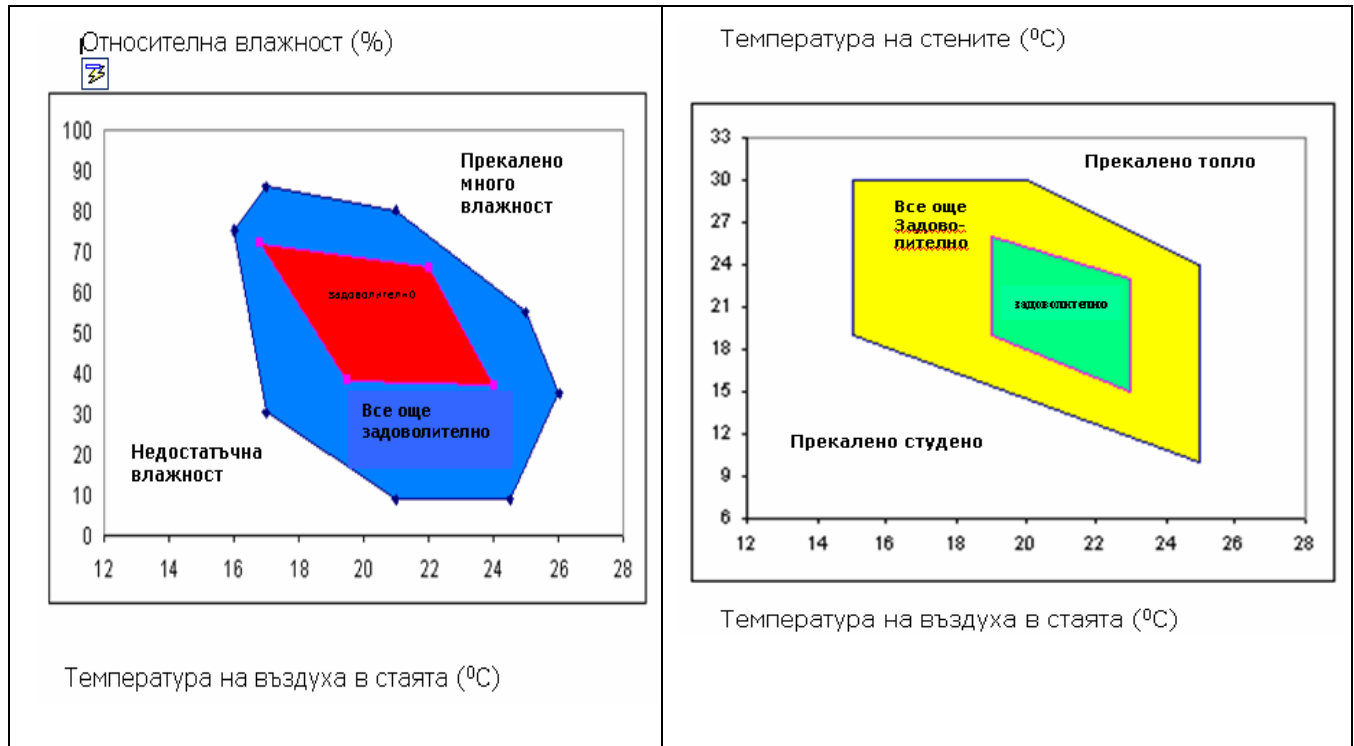 Относителна влажност (%)
100
90
80
70
60
50
40
30
20
10
0
Прекалено
много
влажност
задоволително
Все още
задоволително
Недостатъчна
влажност
12 14 16 18 20 22 24 26 28
Температура на въздуха в стаята (⁰C)
Температура на стените (⁰C)
33
30
27
24
21
18
15
12
9
6
Прекалено топло
Все още
Задово-
лително
задоволително
Прекалено студено
12 14 16 18 20 22 24 26 28
Температура на въздуха в стаята (⁰C)